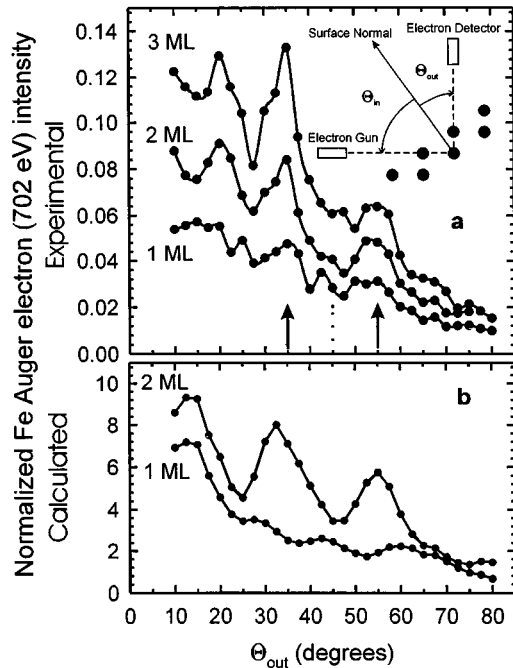 Normalized Fe Auger electron (702 eV) intensity
Calculated Experimental
a
0.14
0.12
0.10
0.08
0.06
0.04
0.02
0.00
3 ML
2 ML
1 ML
Surface Normal
Electron Detector
Θout
Θin
Electron Gun
b
10
8
6
4
2
0
2 ML
1 ML
0 10 20 30 40 50 60 70 80
Θout (degrees)